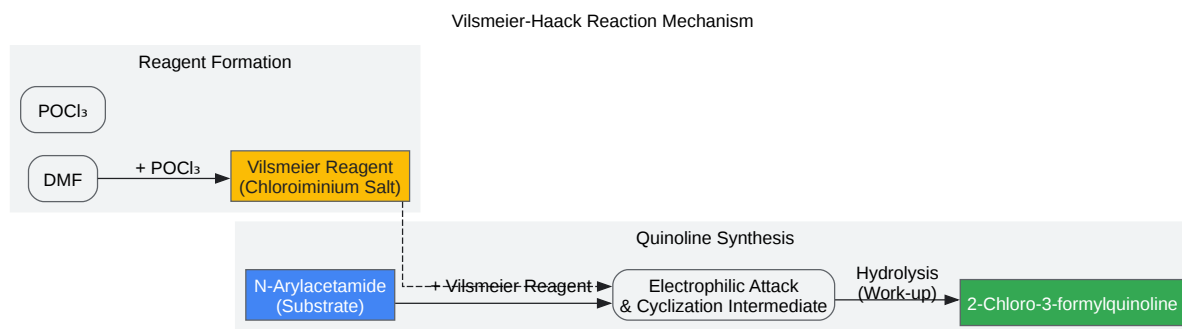 Vilsmeier-Haack Reaction Mechanism
Reagent Formation
POCl₃
DMF
+ POCl₃
Vilsmeier Reagent
(Chloroiminium Salt)
Quinoline Synthesis
N-Arylacetamide
(Substrate)
+ Vilsmeier Reagent
Electrophilic Attack
& Cyclization Intermediate
Hydrolysis
(Work-up)
2-Chloro-3-formylquinoline